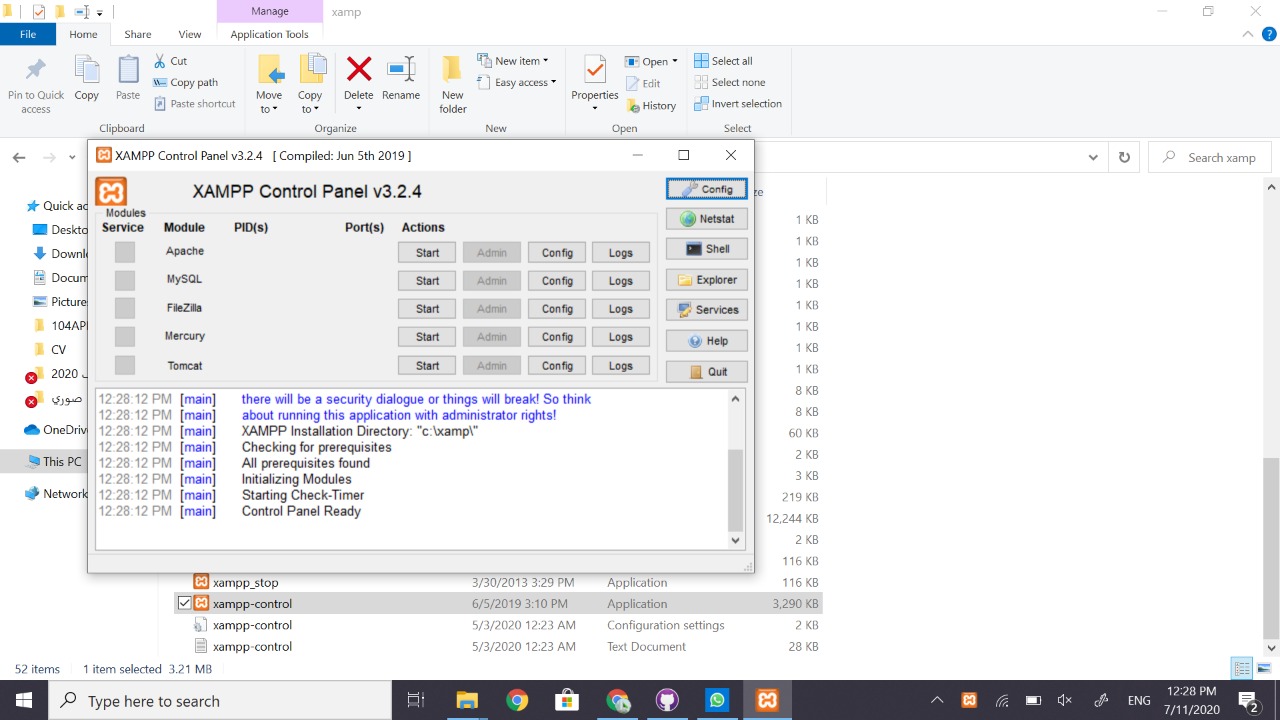 Manage
xamp
File
Home
Share
View
Application Tools
Pin to Quick access
Copy
Paste
Cut
Copy path
Paste shortcut
Clipboard
Move to
Copy to
Delete
Rename
Organize
New folder
New item
Easy access
New
Properties
Open
Edit
History
Open
Select all
Select none
Invert selection
Select
XAMPP Control Panel v3.2.4 [ Compiled: Jun 5th 2019 ]
Search xamp
XAMPP Control Panel v3.2.4
Config
Netstat
Shell
Explorer
Services
Help
Quit
Modules
Service Module PID(s) Port(s) Actions
Apache Start Admin Config Logs
MySQL Start Admin Config Logs
FileZilla Start Admin Config Logs
Mercury Start Admin Config Logs
Tomcat Start Admin Config Logs
12:28:12 PM [main] there will be a security dialogue or things will break! So think
12:28:12 PM [main] about running this application with administrator rights!
12:28:12 PM [main] XAMPP Installation Directory: "c:\xamp\"
12:28:12 PM [main] Checking for prerequisites
12:28:12 PM [main] All prerequisites found
12:28:12 PM [main] Initializing Modules
12:28:12 PM [main] Starting Check-Timer
12:28:12 PM [main] Control Panel Ready
Quick ac
Deskto
Downl
Docum
Picture
104AP
CV
2020
صوري
OneDriv
This PC
Network
ze
1 KB
1 KB
1 KB
1 KB
1 KB
1 KB
1 KB
1 KB
8 KB
8 KB
60 KB
2 KB
3 KB
219 KB
12,244 KB
2 KB
116 KB
xampp_stop 3/30/2013 3:29 PM Application 116 KB
xampp-control 6/5/2019 3:10 PM Application 3,290 KB
xampp-control 5/3/2020 12:23 AM Configuration settings 2 KB
xampp-control 5/3/2020 12:23 AM Text Document 28 KB
52 items 1 item selected 3.21 MB
Type here to search
ENG
12:28 PM
7/11/2020
2